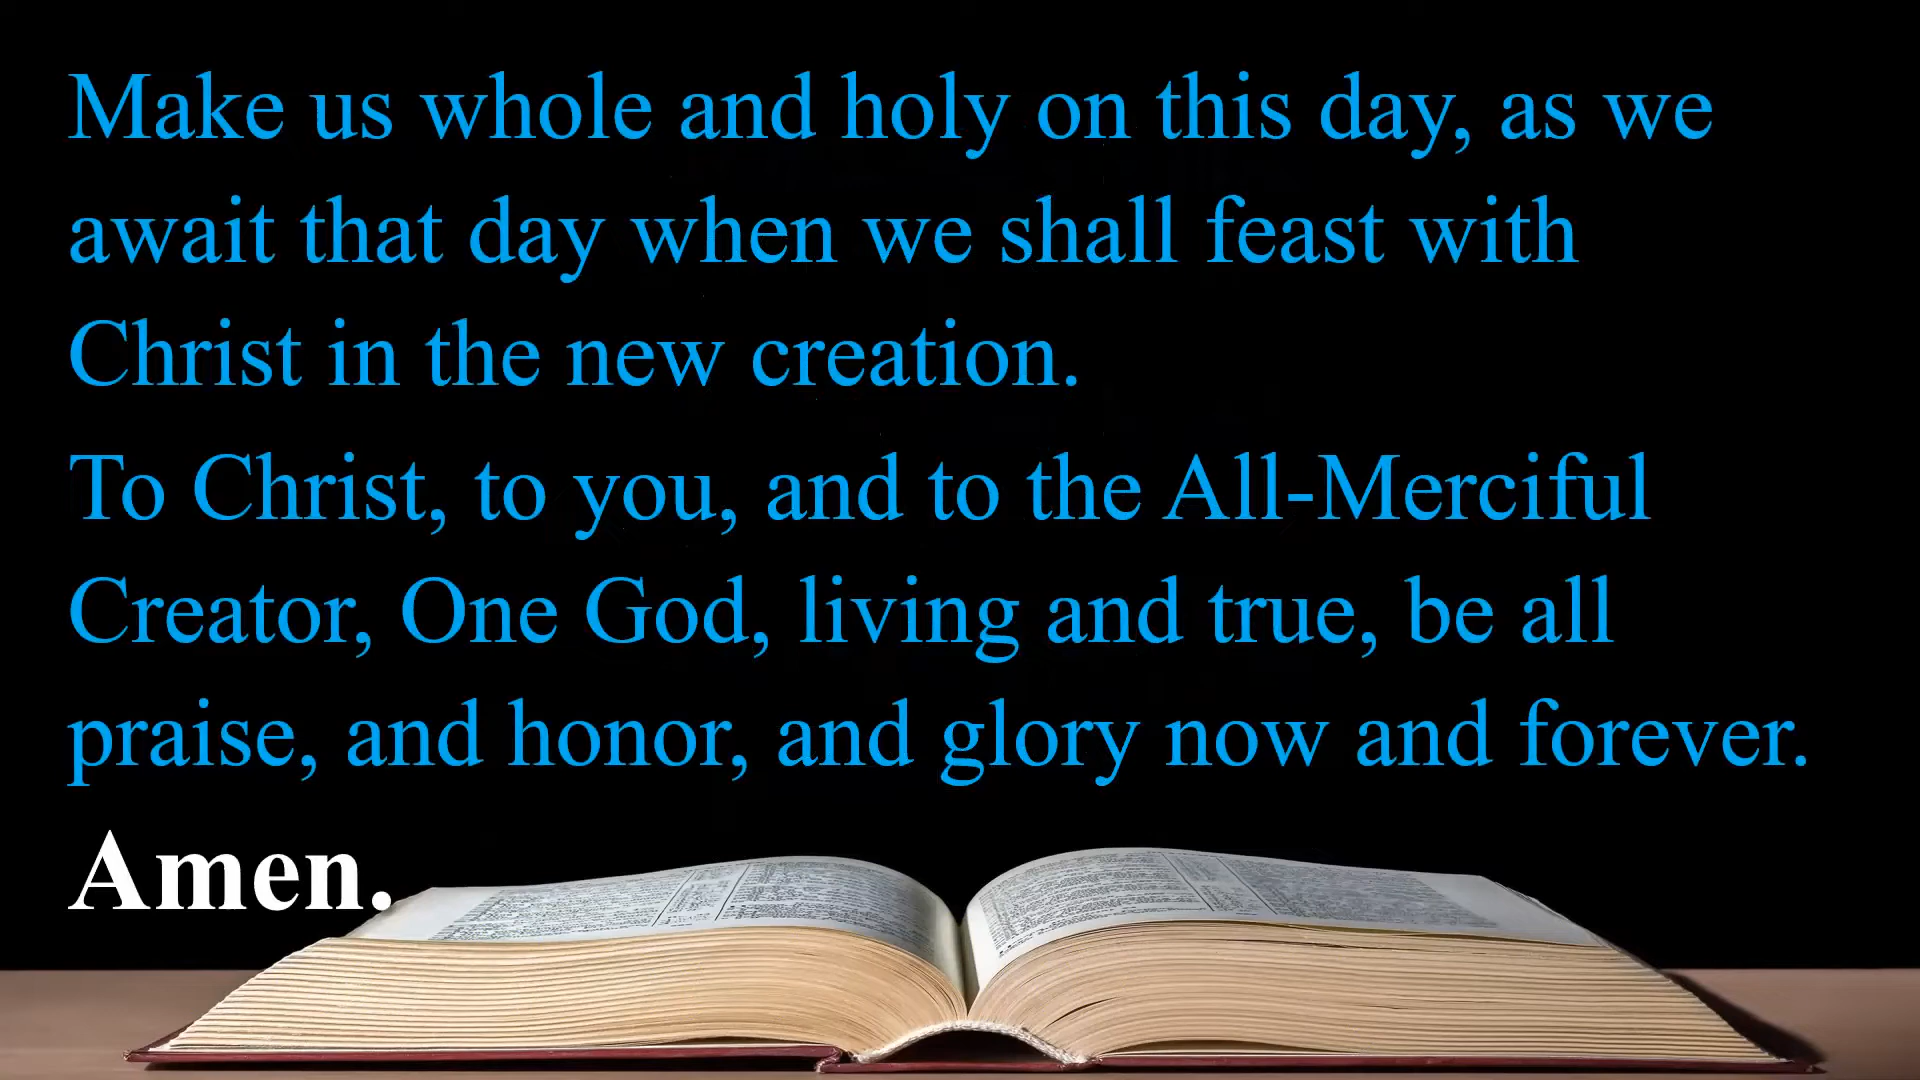 Make us whole and holy on this day, as we
await that day when we shall feast with
Christ in the new creation.
To Christ, to you, and to the All-Merciful
Creator, One God, living and true, be all
praise, and honor, and glory now and forever.
Amen.